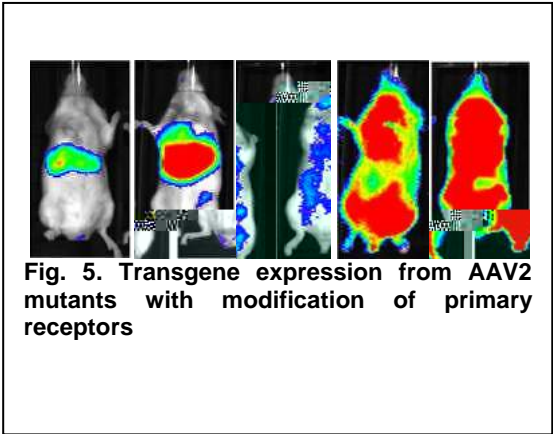 Fig. 5. Transgene expression from AAV2
mutants with modification of primary
receptors